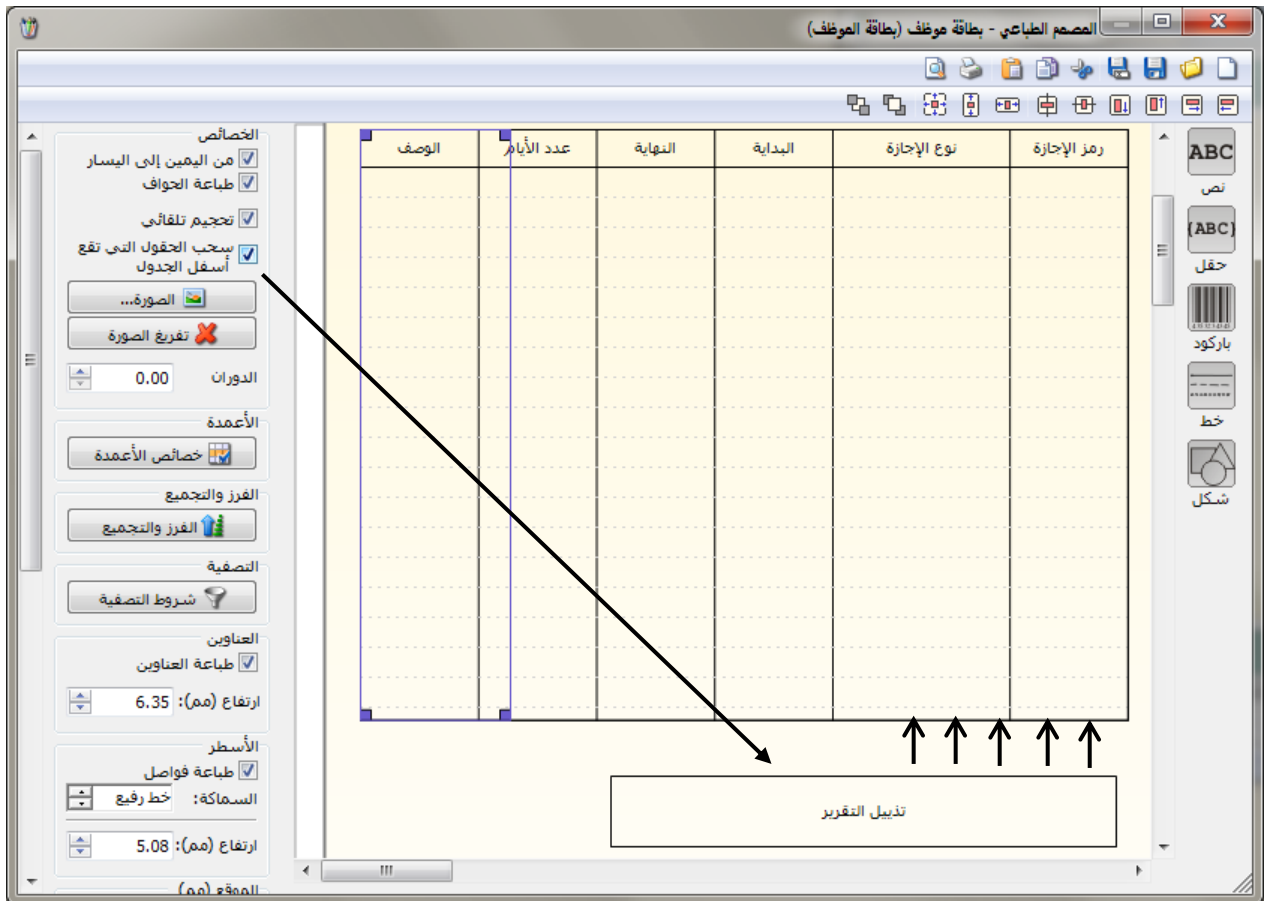 المصمم الطباعي - بطاقة موظف (بطاقة الموظف)
ABC
نص
{ABC}
حقل
باركود
خط
شكل
رمز الإجازة
نوع الإجازة
البداية
النهاية
عدد الأيام
الوصف
تذييل التقرير
الخصائص
من اليمين إلى اليسار
طباعة الحواف
تحجيم تلقائي
سحب الحقول التي تقع
أسفل الجدول
الصورة...
تفريغ الصورة
الدوران 0.00
الأعمدة
خصائص الأعمدة
الفرز والتجميع
الفرز والتجميع
التصفية
شروط التصفية
العناوين
طباعة العناوين
ارتفاع (مم): 6.35
الأسطر
طباعة فواصل
السماكة: خط رفيع
ارتفاع (مم): 5.08
الموقع (مم)